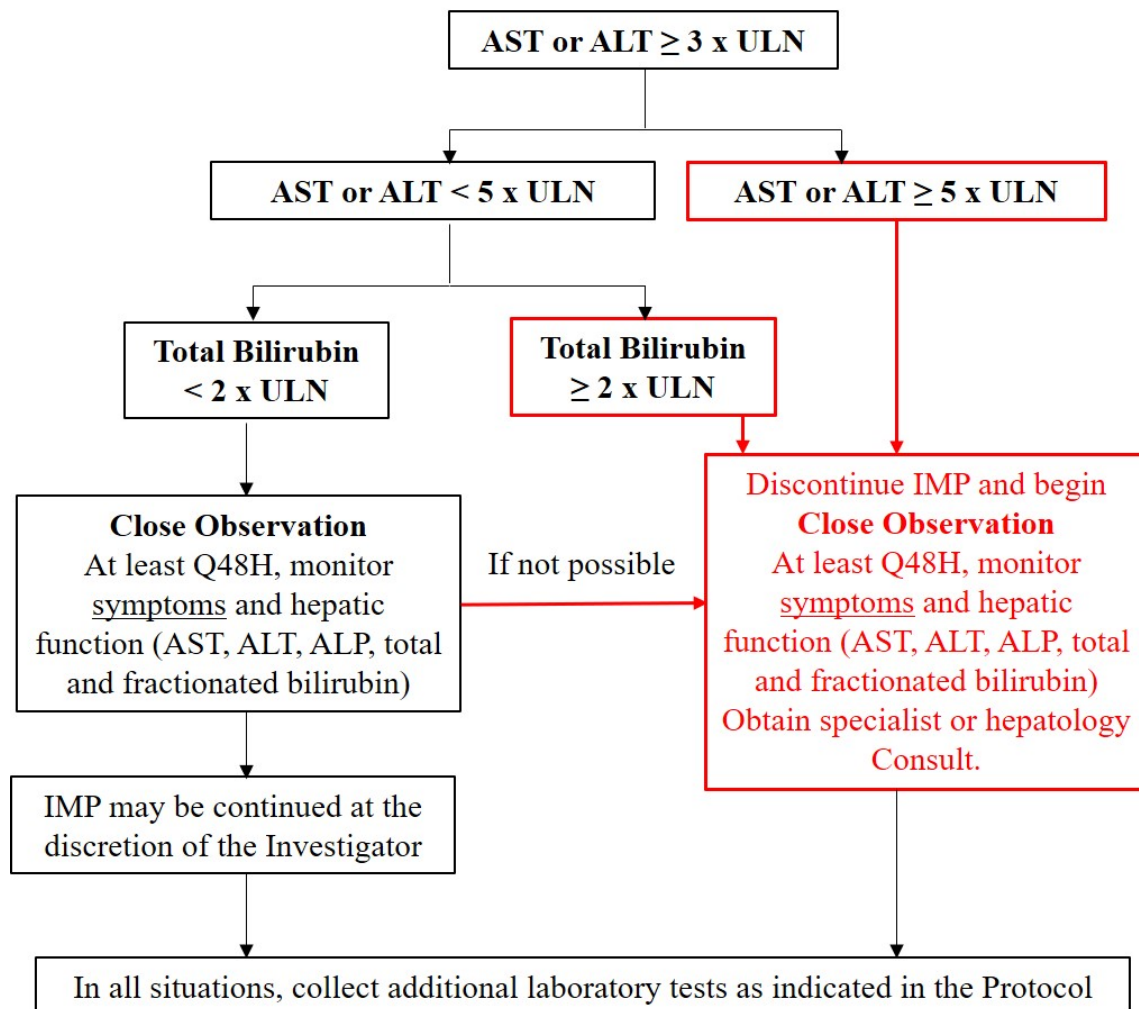 AST or ALT ≥ 3 x ULN
AST or ALT < 5 x ULN
AST or ALT ≥ 5 x ULN
Total Bilirubin
< 2 x ULN
Total Bilirubin
≥ 2 x ULN
Close Observation
At least Q48H, monitor
symptoms and hepatic
function (AST, ALT, ALP, total
and fractionated bilirubin)
If not possible
Discontinue IMP and begin
Close Observation
At least Q48H, monitor
symptoms and hepatic
function (AST, ALT, ALP, total
and fractionated bilirubin)
Obtain specialist or hepatology
Consult.
IMP may be continued at the
discretion of the Investigator
In all situations, collect additional laboratory tests as indicated in the Protocol